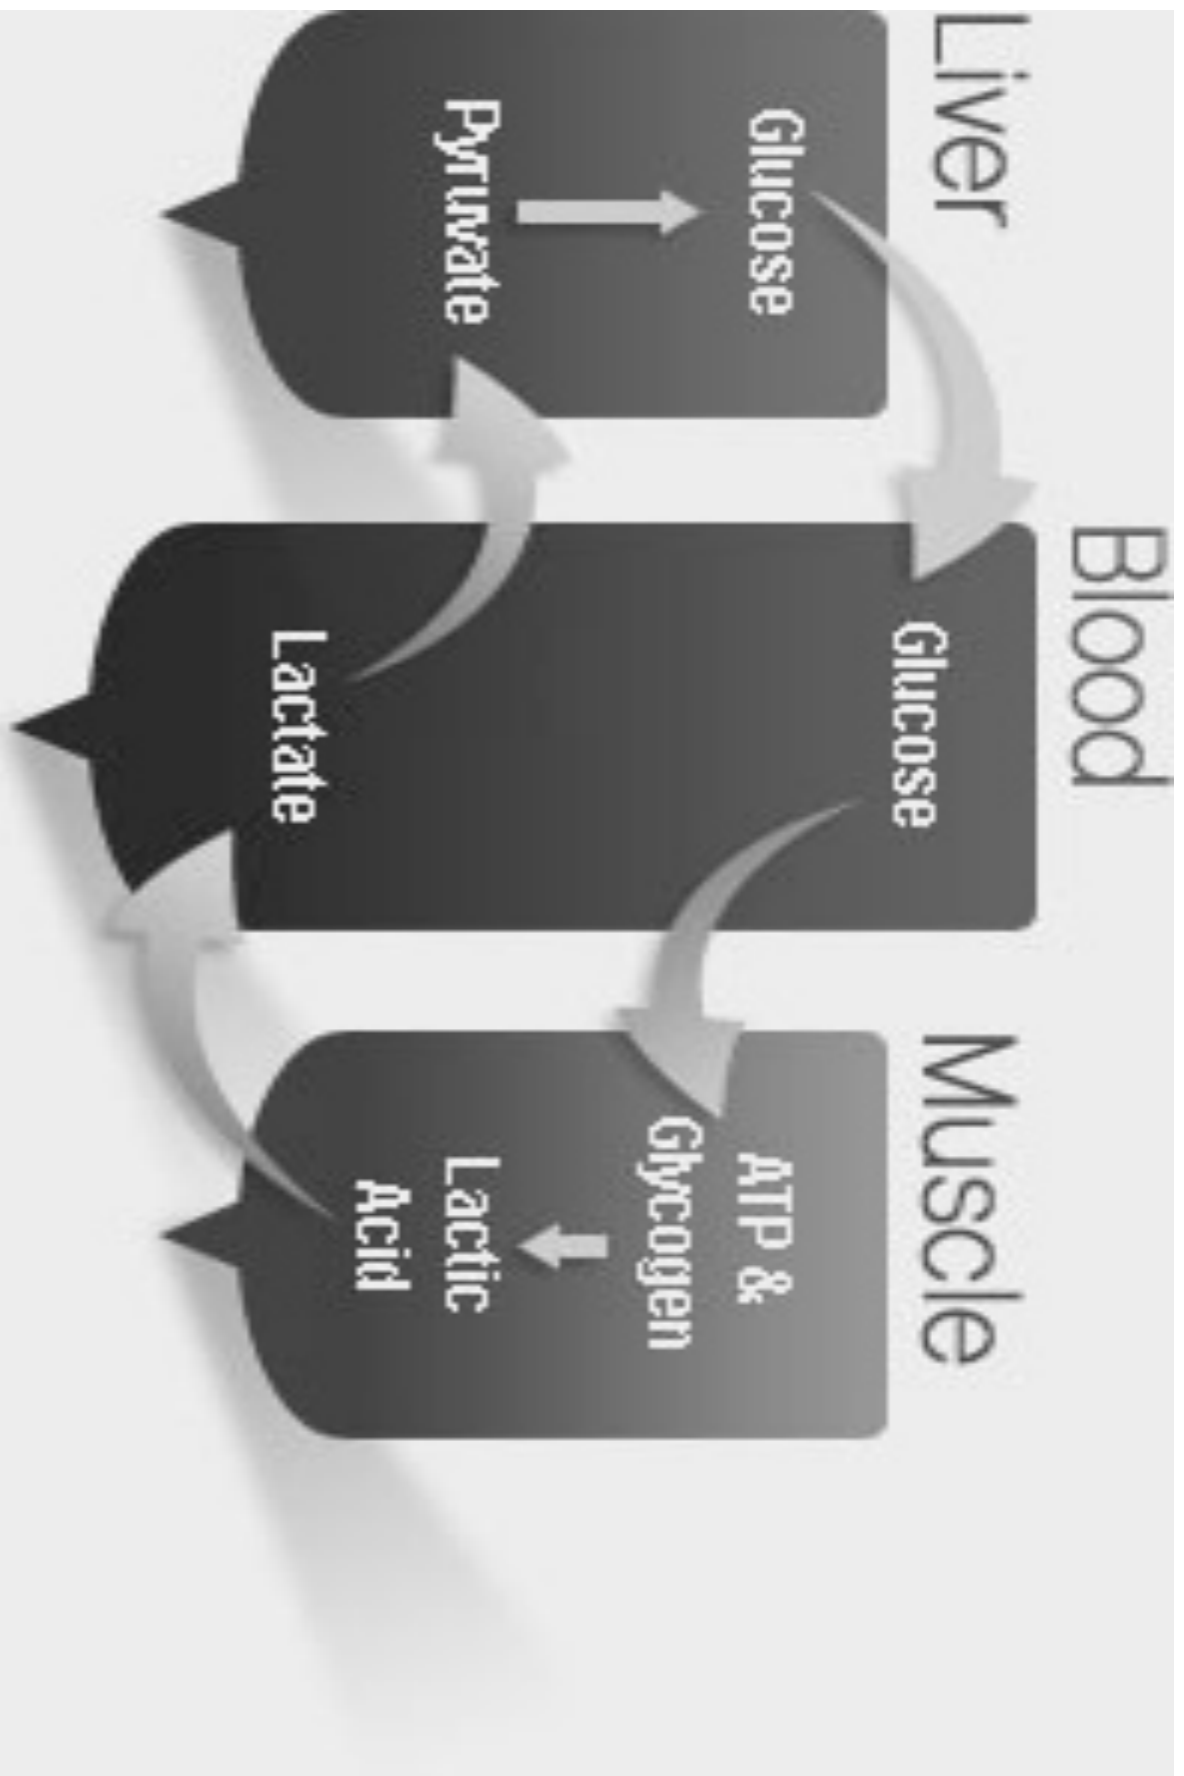 Liver
Glucose
Pyruvate
Blood
Glucose
Lactate
Muscle
ATP &
Glycogen
Lactic
Acid